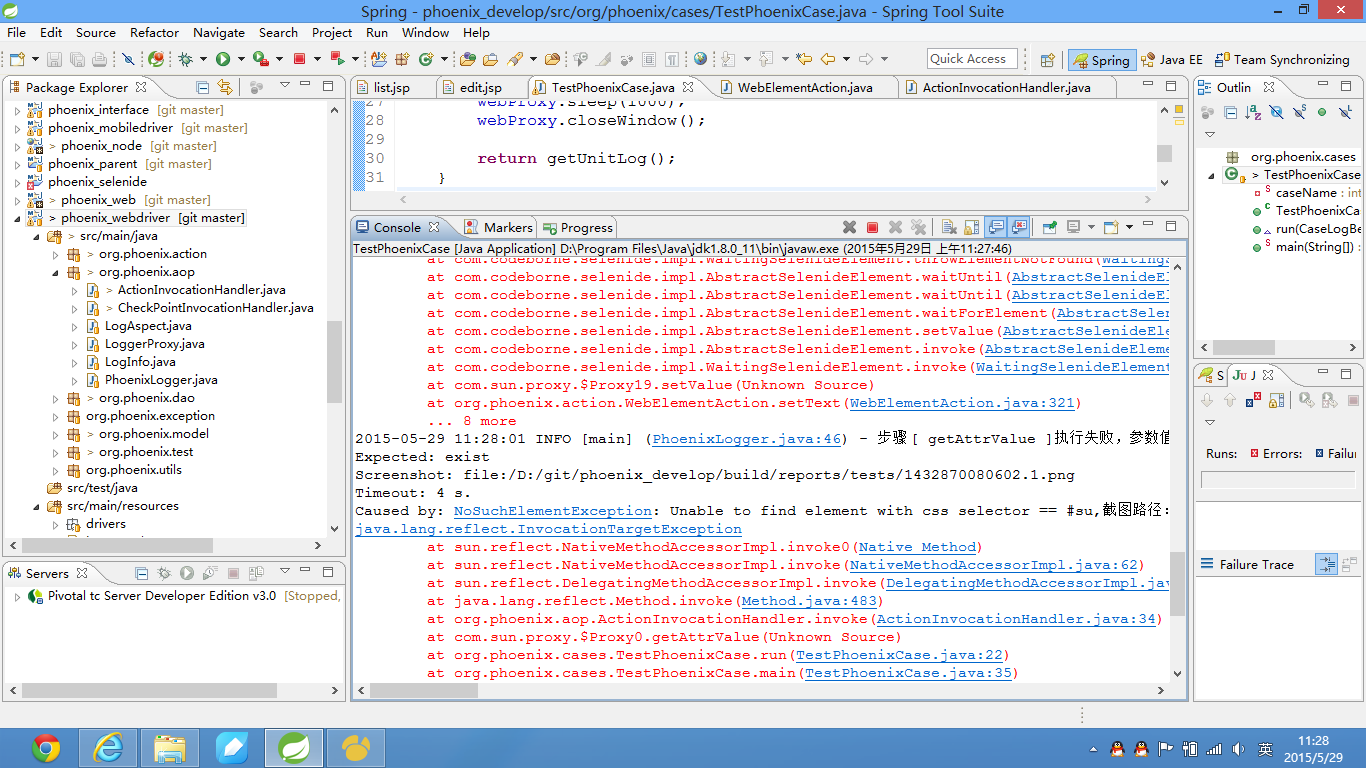 Spring - phoenix_develop/src/org/phoenix/cases/TestPhoenixCase.java - Spring Tool Suite
File Edit Source Refactor Navigate Search Project Run Window Help
Quick Access
Spring
Java EE
Team Synchronizing
Package Explorer
phoenix_interface [git master]
phoenix_mobiledriver [git master]
> phoenix_node [git master]
phoenix_parent [git master]
phoenix_selenide
> phoenix_web [git master]
> phoenix_webdriver [git master]
> src/main/java
> org.phoenix.action
> org.phoenix.aop
> ActionInvocationHandler.java
> CheckPointInvocationHandler.java
LogAspect.java
LoggerProxy.java
LogInfo.java
PhoenixLogger.java
> org.phoenix.dao
org.phoenix.exception
> org.phoenix.model
> org.phoenix.test
org.phoenix.utils
src/test/java
src/main/resources
drivers
Servers
Pivotal tc Server Developer Edition v3.0 [Stopped,
list.jsp
edit.jsp
TestPhoenixCase.java
WebElementAction.java
ActionInvocationHandler.java
27 webProxy.sleep(1000);
28 webProxy.closeWindow();
29
30 return getUnitLog();
31 }
Console
Markers
Progress
TestPhoenixCase [Java Application] D:\Program Files\Java\jdk1.8.0_11\bin\javaw.exe (2015年5月29日 上午11:27:46)
at com.codeborne.selenide.impl.WaitingSelenideElement.throwElementNotFound(WaitingS
at com.codeborne.selenide.impl.AbstractSelenideElement.waitUntil(AbstractSelenideEl
at com.codeborne.selenide.impl.AbstractSelenideElement.waitUntil(AbstractSelenideEl
at com.codeborne.selenide.impl.AbstractSelenideElement.waitForElement(AbstractSelen
at com.codeborne.selenide.impl.AbstractSelenideElement.setValue(AbstractSelenideEle
at com.codeborne.selenide.impl.AbstractSelenideElement.invoke(AbstractSelenideEleme
at com.codeborne.selenide.impl.WaitingSelenideElement.invoke(WaitingSelenideElement
at com.sun.proxy.$Proxy19.setValue(Unknown Source)
at org.phoenix.action.WebElementAction.setText(WebElementAction.java:321)
... 8 more
2015-05-29 11:28:01 INFO [main] (PhoenixLogger.java:46) - 步骤[ getAttrValue ]执行失败,参数值
Expected: exist
Screenshot: file:/D:/git/phoenix_develop/build/reports/tests/1432870080602.1.png
Timeout: 4 s.
Caused by: NoSuchElementException: Unable to find element with css selector == #su,截图路径:
java.lang.reflect.InvocationTargetException
at sun.reflect.NativeMethodAccessorImpl.invoke0(Native Method)
at sun.reflect.NativeMethodAccessorImpl.invoke(NativeMethodAccessorImpl.java:62)
at sun.reflect.DelegatingMethodAccessorImpl.invoke(DelegatingMethodAccessorImpl.jav
at java.lang.reflect.Method.invoke(Method.java:483)
at org.phoenix.aop.ActionInvocationHandler.invoke(ActionInvocationHandler.java:34)
at com.sun.proxy.$Proxy0.getAttrValue(Unknown Source)
at org.phoenix.cases.TestPhoenixCase.run(TestPhoenixCase.java:22)
at org.phoenix.cases.TestPhoenixCase.main(TestPhoenixCase.java:35)
Outlin
org.phoenix.cases
> TestPhoenixCase
caseName : int
TestPhoenixCa
run(CaseLogBe
main(String[]) :
S
JU J
Runs:
Errors:
Failur
Failure Trace
英
11:28
2015/5/29